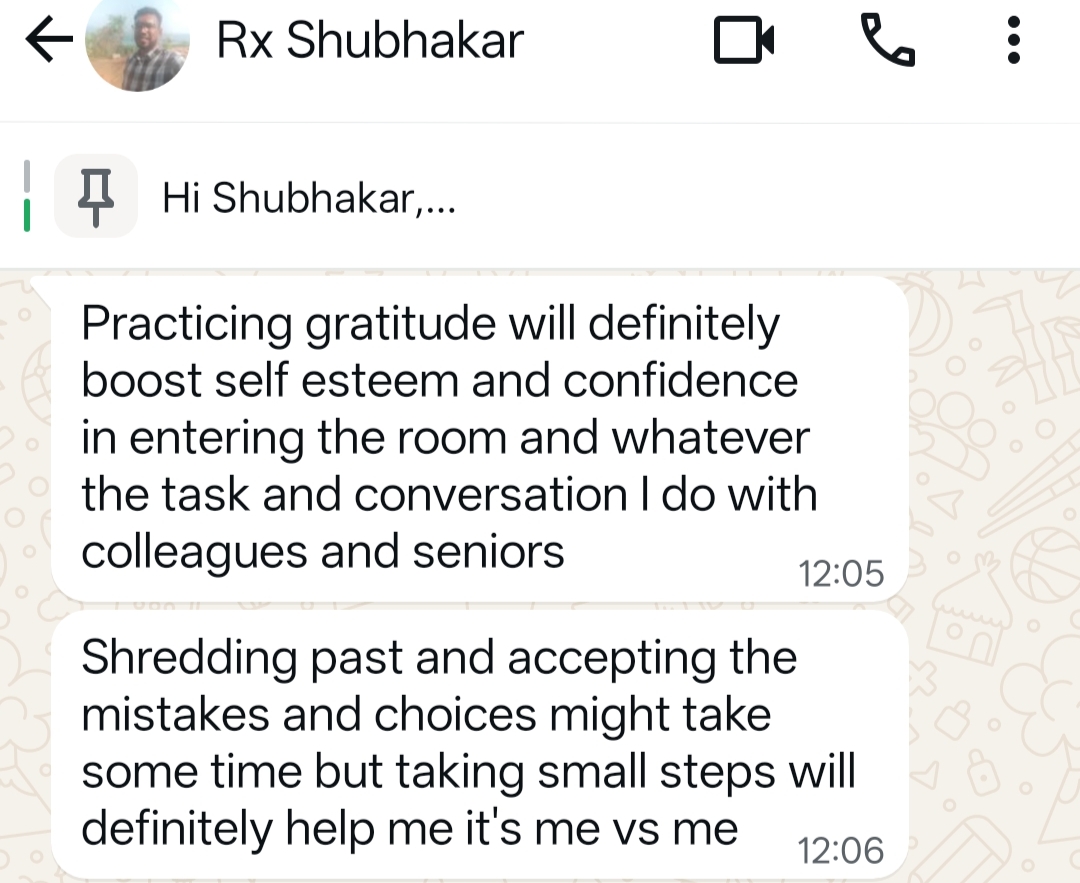 Rx Shubhakar
Hi Shubhakar,...
Practicing gratitude will definitely
boost self esteem and confidence
in entering the room and whatever
the task and conversation I do with
colleagues and seniors
12:05
Shredding past and accepting the
mistakes and choices might take
some time but taking small steps will
definitely help me it's me vs me
12:06